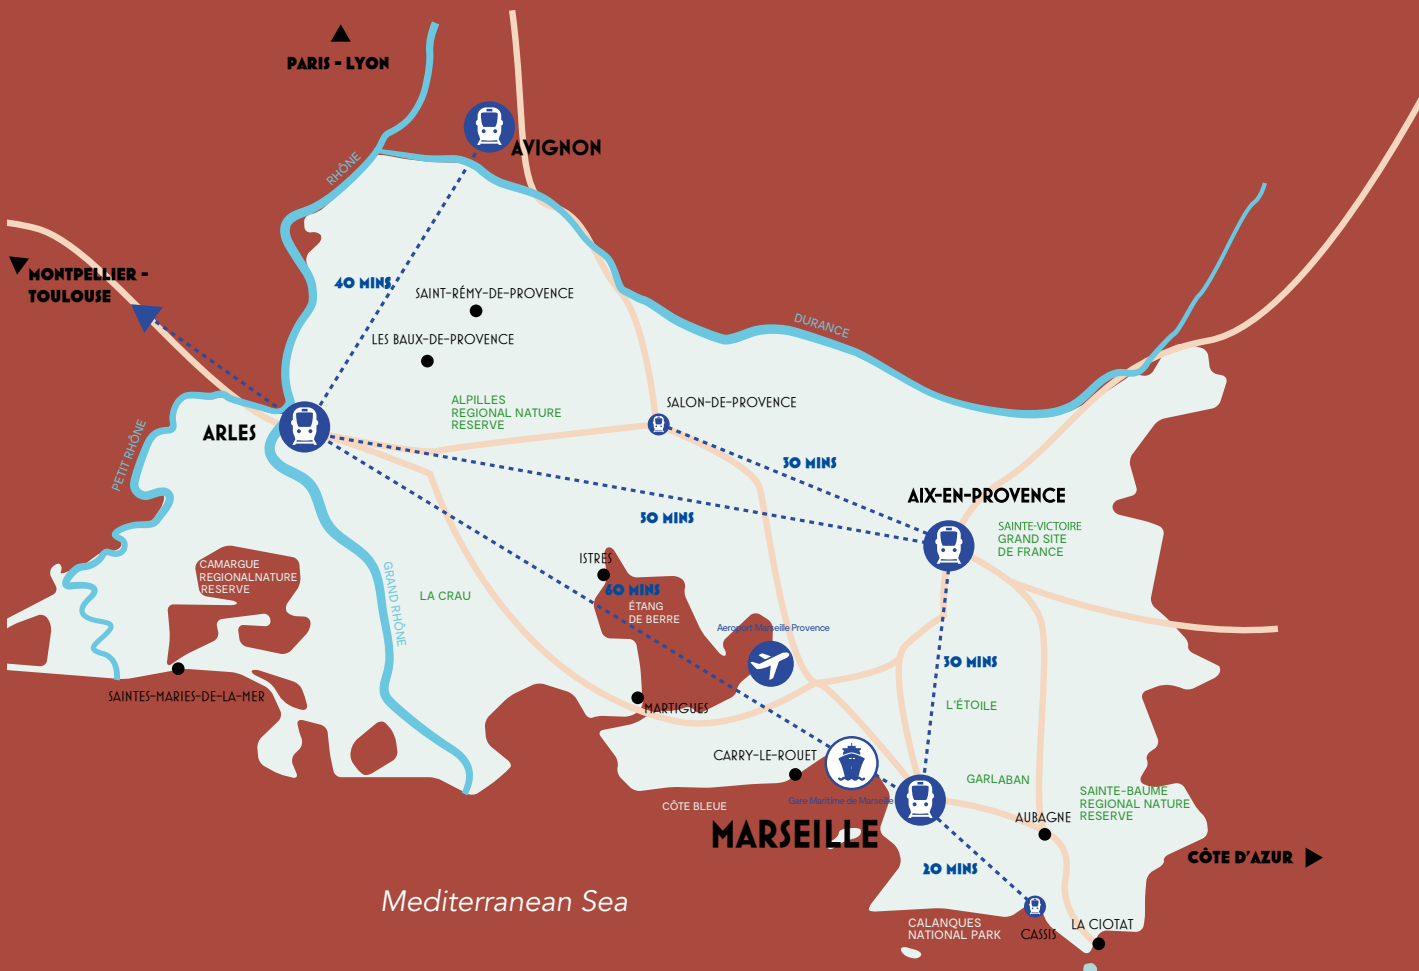 PARIS - LYON
AVIGNON
RHÔNE
MONTPELLIER -
TOULOUSE
40 MINS
SAINT-RÉMY-DE-PROVENCE
LES BAUX-DE-PROVENCE
DURANCE
ALPILLES
REGIONAL NATURE
RESERVE
SALON-DE-PROVENCE
ARLES
PETIT RHÔNE
30 MINS
50 MINS
AIX-EN-PROVENCE
SAINTE-VICTOIRE
GRAND SITE
DE FRANCE
CAMARGUE
REGIONALNATURE
RESERVE
GRAND RHÔNE
LA CRAU
ISTRES
60 MINS
ÉTANG
DE BERRE
Aeroport Marseille Provence
30 MINS
SAINTES-MARIES-DE-LA-MER
MARTIGUES
L'ÉTOILE
CARRY-LE-ROUET
GARLABAN
CÔTE BLEUE
Gare Maritime de Marseille
SAINTE-BAUME
REGIONAL NATURE
RESERVE
AUBAGNE
MARSEILLE
CÔTE D'AZUR
20 MINS
Mediterranean Sea
CALANQUES
NATIONAL PARK
CASSIS
LA CIOTAT